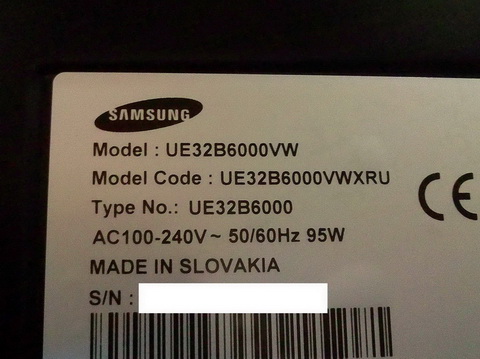 SAMSUNG
Model : UE32B6000VW
Model Code : UE32B6000VWXRU
Type No.: UE32B6000
AC100-240V~ 50/60Hz 95W
MADE IN SLOVAKIA
S/N :
CE